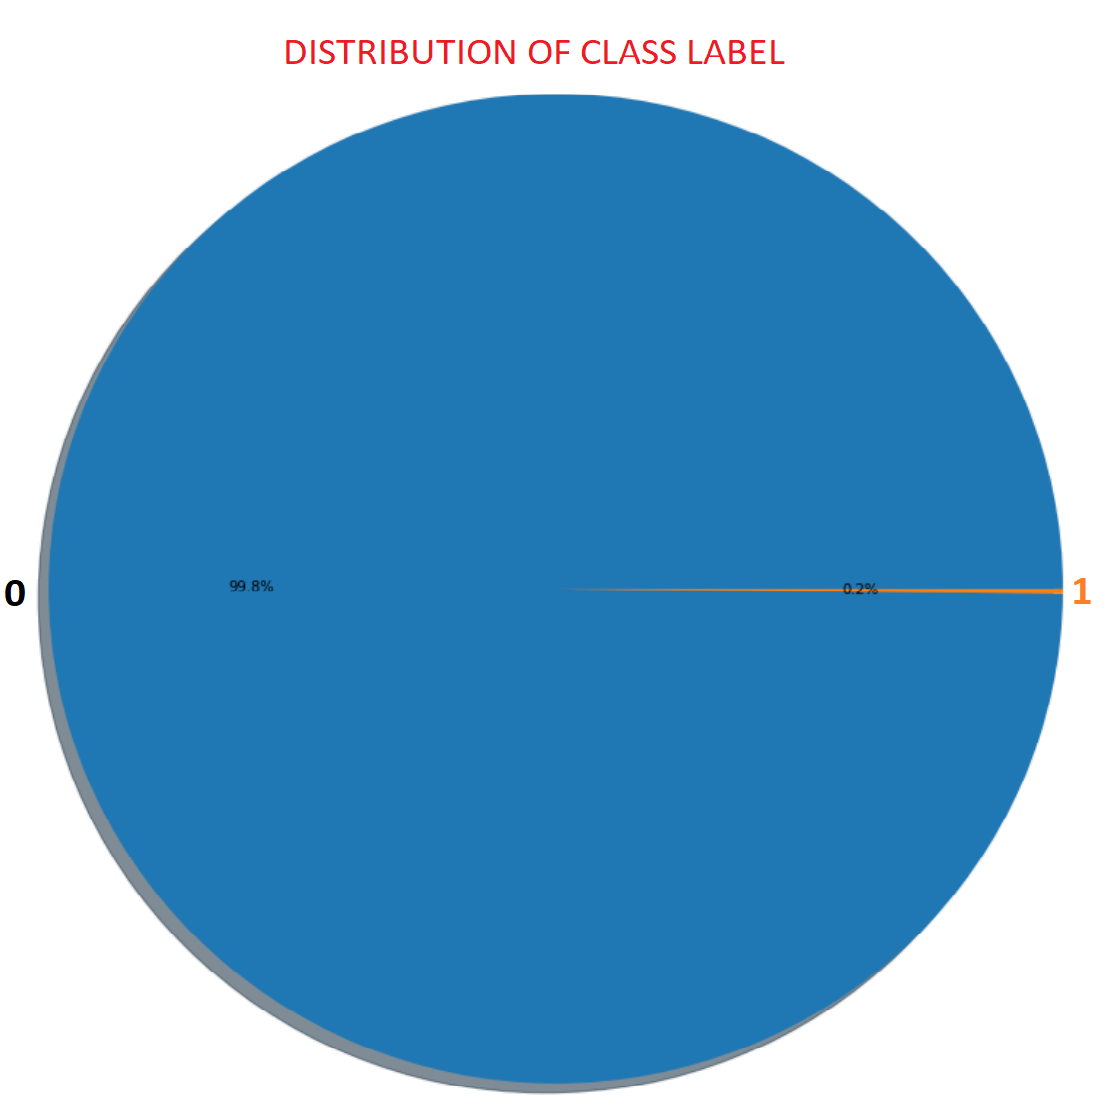 DISTRIBUTION OF CLASS LABEL
0
99.8%
0.2%
1